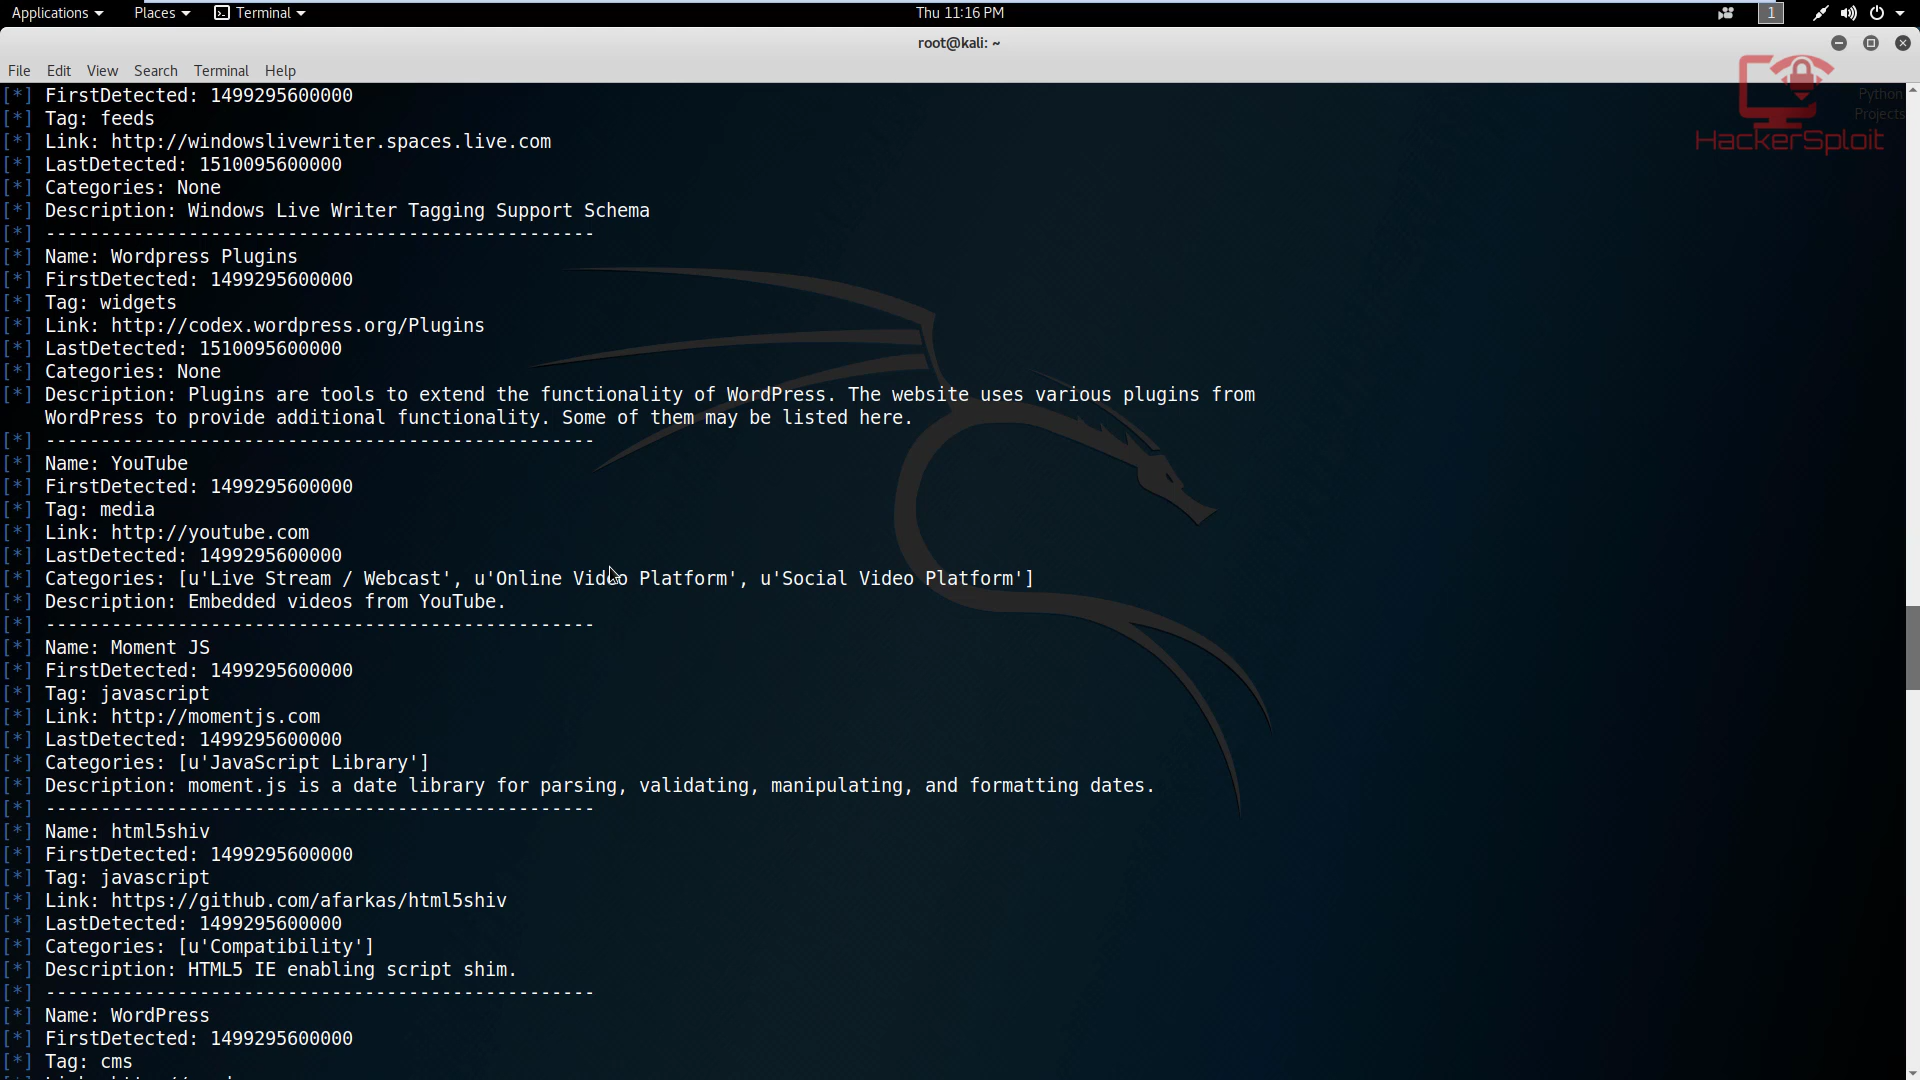 Applications Places Terminal Thu 11:16 PM 1
root@kali: ~
File Edit View Search Terminal Help
Python
Projects
HackerSploit
[*] FirstDetected: 1499295600000
[*] Tag: feeds
[*] Link: http://windowslivewriter.spaces.live.com
[*] LastDetected: 1510095600000
[*] Categories: None
[*] Description: Windows Live Writer Tagging Support Schema
[*] --------------------------------------------------
[*] Name: Wordpress Plugins
[*] FirstDetected: 1499295600000
[*] Tag: widgets
[*] Link: http://codex.wordpress.org/Plugins
[*] LastDetected: 1510095600000
[*] Categories: None
[*] Description: Plugins are tools to extend the functionality of WordPress. The website uses various plugins from
WordPress to provide additional functionality. Some of them may be listed here.
[*] --------------------------------------------------
[*] Name: YouTube
[*] FirstDetected: 1499295600000
[*] Tag: media
[*] Link: http://youtube.com
[*] LastDetected: 1499295600000
[*] Categories: [u'Live Stream / Webcast', u'Online Video Platform', u'Social Video Platform']
[*] Description: Embedded videos from YouTube.
[*] --------------------------------------------------
[*] Name: Moment JS
[*] FirstDetected: 1499295600000
[*] Tag: javascript
[*] Link: http://momentjs.com
[*] LastDetected: 1499295600000
[*] Categories: [u'JavaScript Library']
[*] Description: moment.js is a date library for parsing, validating, manipulating, and formatting dates.
[*] --------------------------------------------------
[*] Name: html5shiv
[*] FirstDetected: 1499295600000
[*] Tag: javascript
[*] Link: https://github.com/afarkas/html5shiv
[*] LastDetected: 1499295600000
[*] Categories: [u'Compatibility']
[*] Description: HTML5 IE enabling script shim.
[*] --------------------------------------------------
[*] Name: WordPress
[*] FirstDetected: 1499295600000
[*] Tag: cms